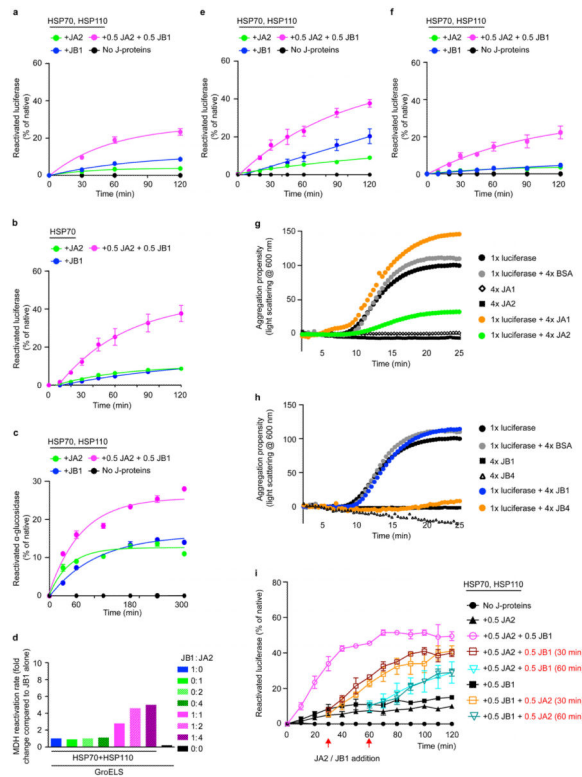 a
HSP70, HSP110
+JA2
+0.5 JA2 + 0.5 JB1
+JB1
No J-proteins
Reactivated luciferase
(% of native)
60
40
20
0
0
30
60
90
120
Time (min)
e
HSP70, HSP110
+JA2
+0.5 JA2 + 0.5 JB1
+JB1
No J-proteins
Reactivated luciferase
(% of native)
60
40
20
0
0
30
60
90
120
Time (min)
f
HSP70, HSP110
+JA2
+0.5 JA2 + 0.5 JB1
+JB1
No J-proteins
Reactivated luciferase
(% of native)
60
40
20
0
0
30
60
90
120
Time (min)
b
HSP70
+JA2
+0.5 JA2 + 0.5 JB1
+JB1
Reactivated luciferase
(% of native)
60
40
20
0
0
30
60
90
120
Time (min)
g
Aggregation propensity
(light scattering @ 600 nm)
150
100
50
0
5
10
15
20
25
Time (min)
1x luciferase
1x luciferase + 4x BSA
4x JA1
4x JA2
1x luciferase + 4x JA1
1x luciferase + 4x JA2
c
HSP70, HSP110
+JA2
+0.5 JA2 + 0.5 JB1
+JB1
No J-proteins
Reactivated α-glucosidase
(% of native)
30
20
10
0
0
60
120
180
240
300
Time (min)
h
Aggregation propensity
(light scattering @ 600 nm)
150
100
50
0
5
10
15
20
25
Time (min)
1x luciferase
1x luciferase + 4x BSA
4x JB1
4x JB4
1x luciferase + 4x JB1
1x luciferase + 4x JB4
d
MDH reactivation rate (fold
change compared to JB1 alone)
10
8
6
4
2
0
HSP70+HSP110
GroELS
JB1: JA2
1:0
0:1
0:2
0:4
1:1
1:2
1:4
0:0
i
Reactivated luciferase (% of native)
80
60
40
20
0
0
20
40
60
80
100
120
Time (min)
JA2 / JB1 addition
HSP70, HSP110
No J-proteins
+0.5 JA2
+0.5 JA2 + 0.5 JB1
+0.5 JA2 + 0.5 JB1 (30 min)
+0.5 JA2 + 0.5 JB1 (60 min)
+0.5 JB1
+0.5 JB1 + 0.5 JA2 (30 min)
+0.5 JB1 + 0.5 JA2 (60 min)